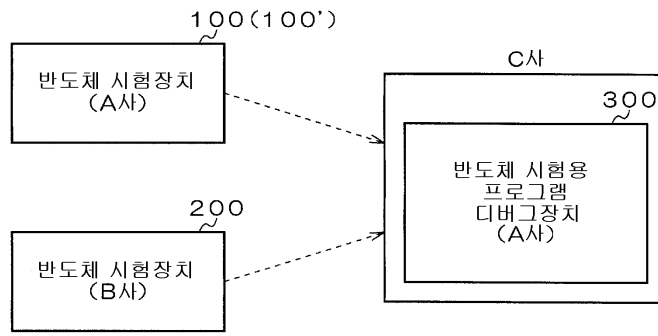 100(100')
반도체 시험장치
(A사)
200
반도체 시험장치
(B사)
C사
300
반도체 시험용
프로그램
디버그장치
(A사)